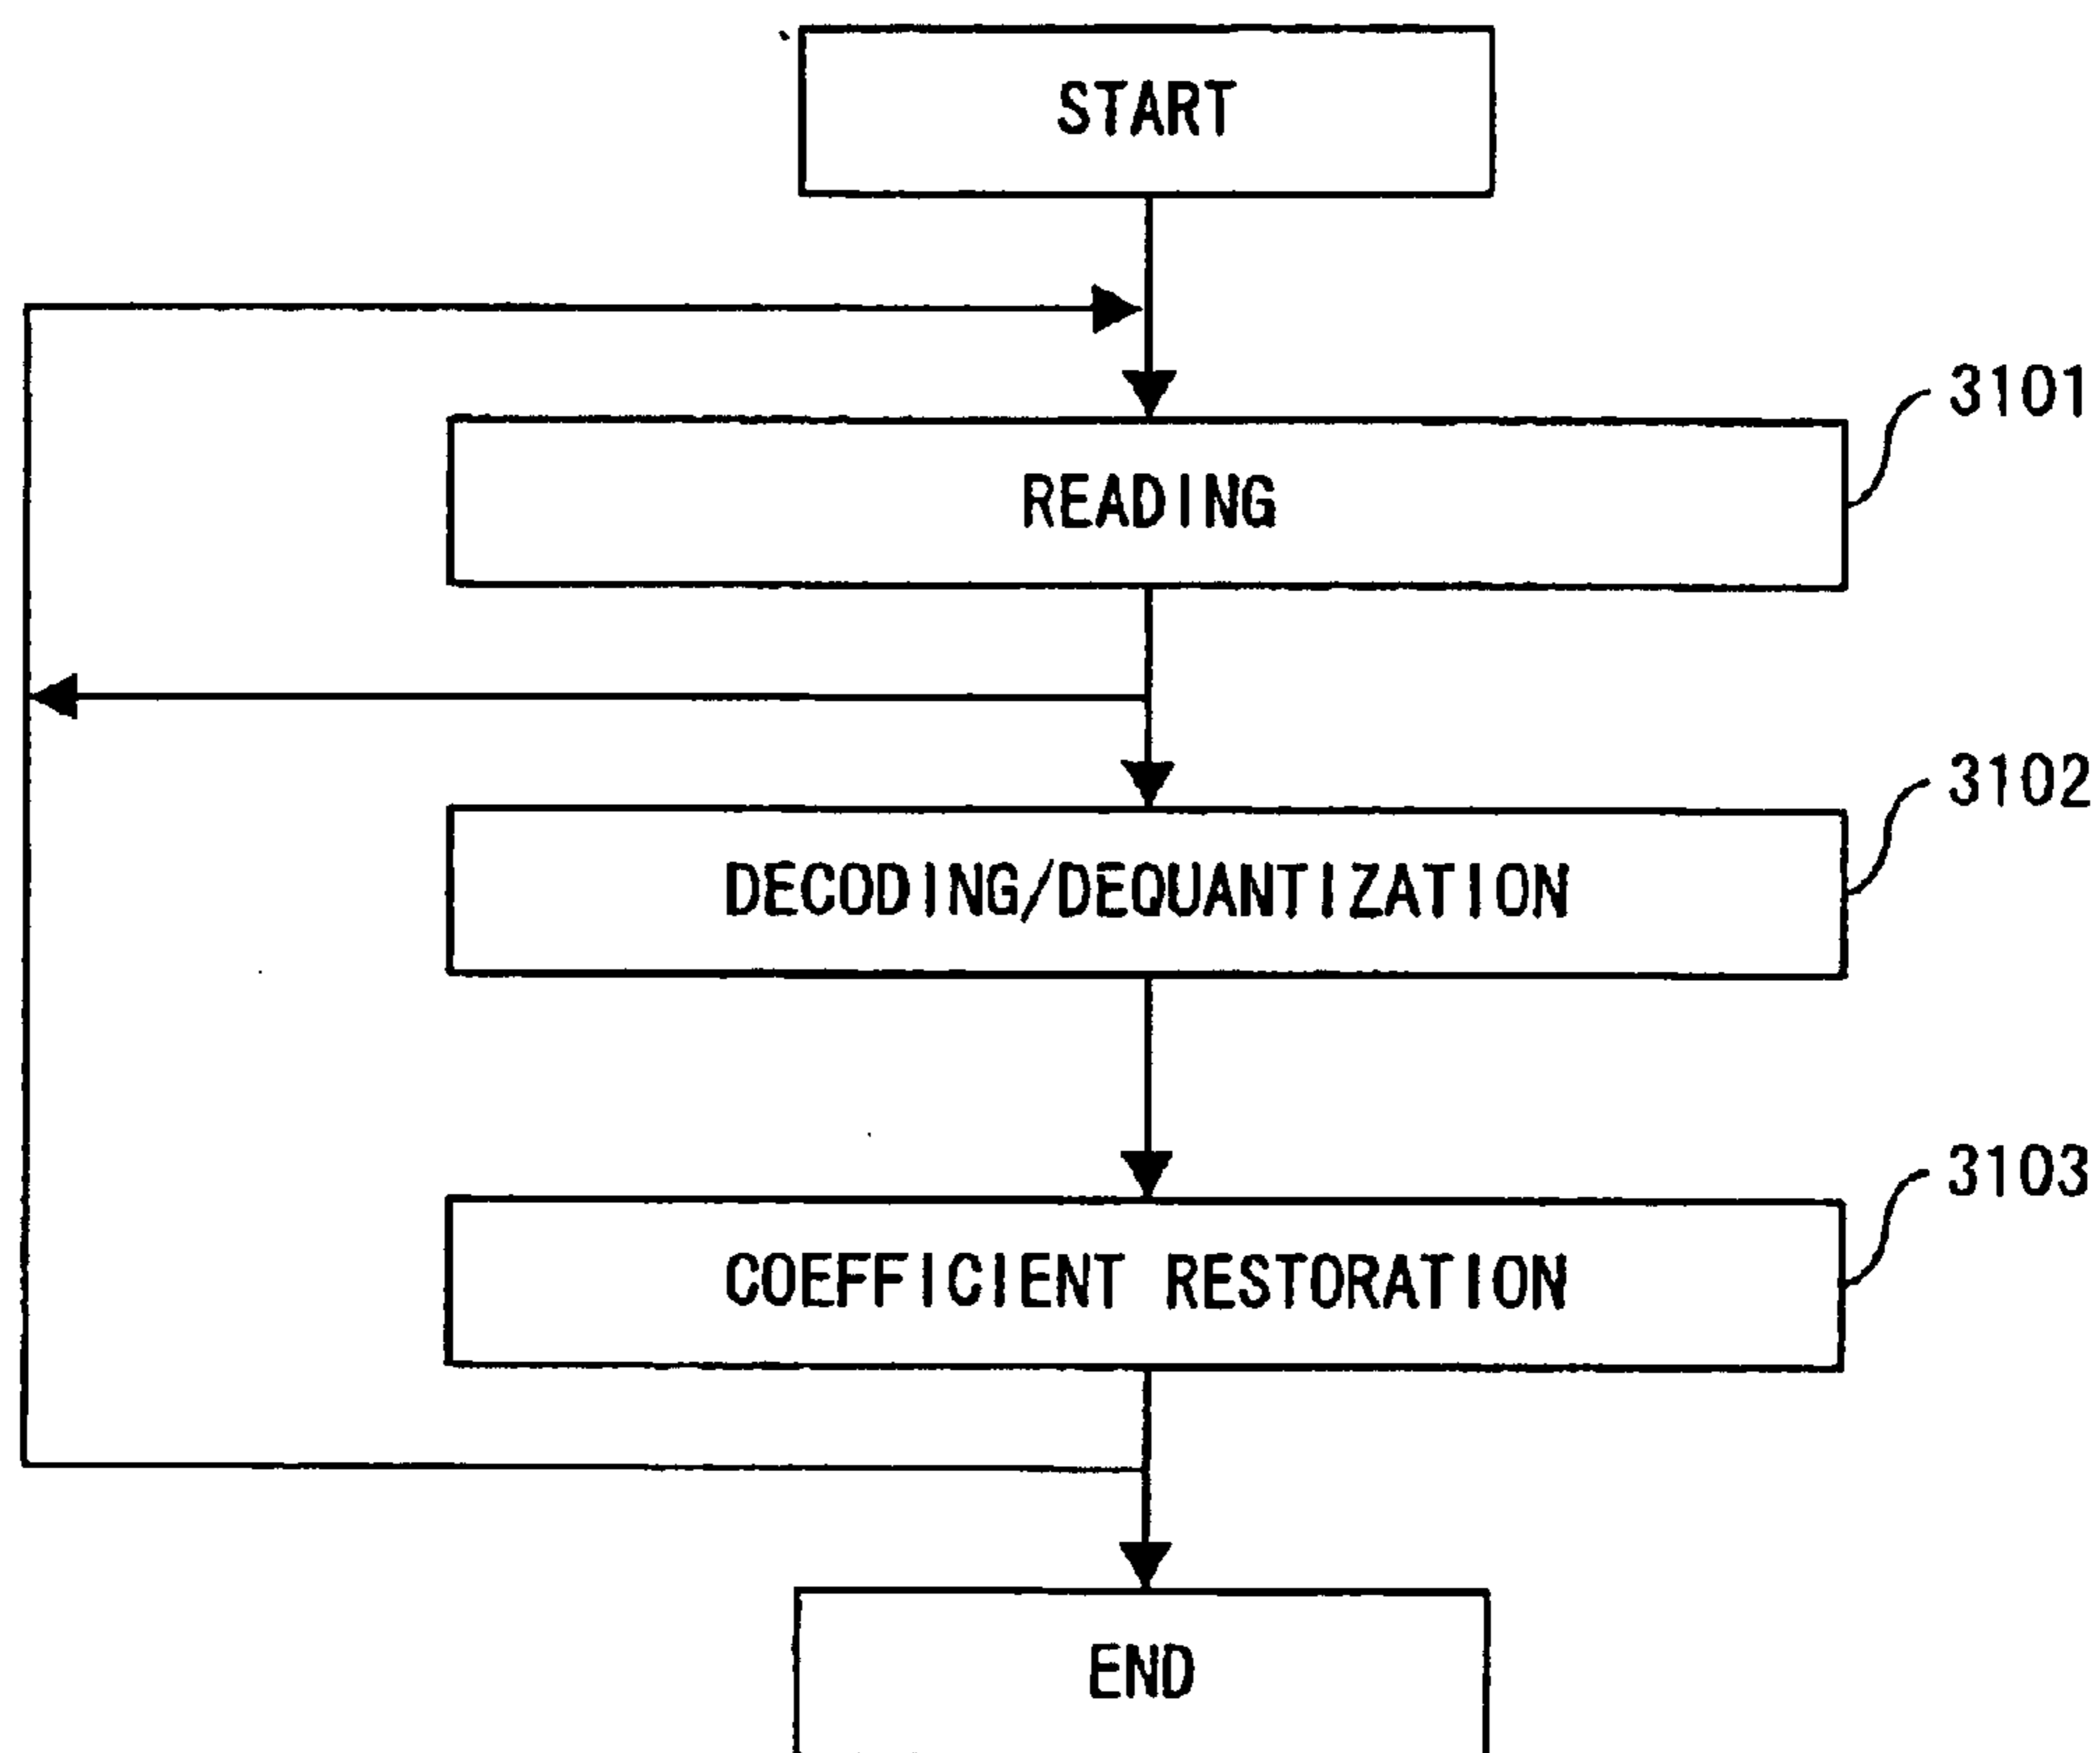 START
3101
READING
3102
DECODING/DEQUANTIZATION
3103
COEFFICIENT RESTORATION
END